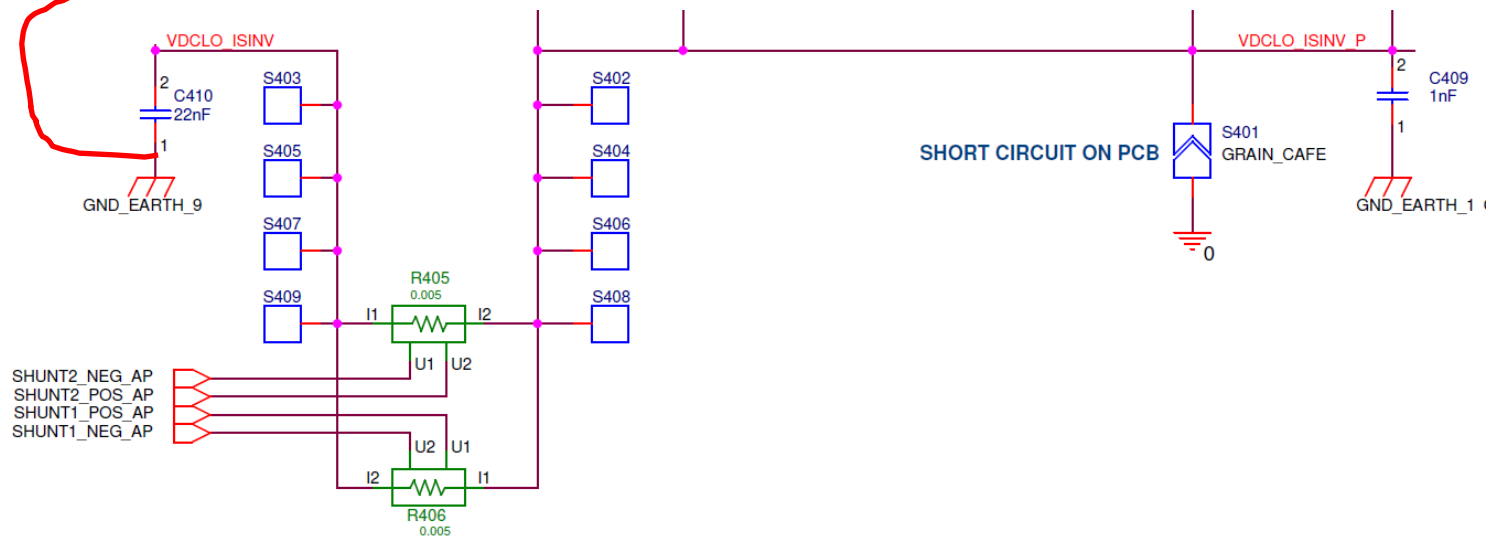 VDCLO_ISINV
VDCLO_ISINV_P
2
C410
22nF
1
GND_EARTH_9
S403
S405
S407
S409
S402
S404
S406
S408
SHORT CIRCUIT ON PCB
S401
GRAIN_CAFE
0
2
C409
1nF
1
GND_EARTH_1
R405
0.005
I1
I2
U1
U2
SHUNT2_NEG_AP
SHUNT2_POS_AP
SHUNT1_POS_AP
SHUNT1_NEG_AP
U2
U1
I2
I1
R406
0.005